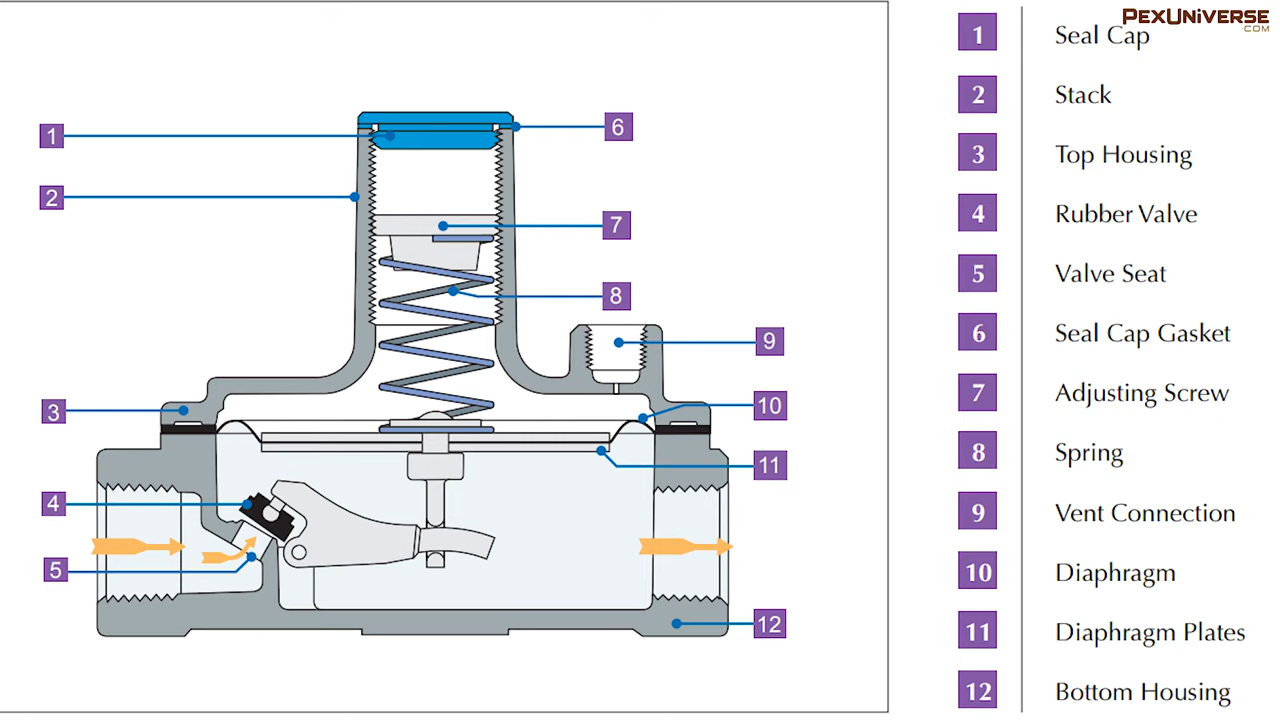 PEXUNIVERSE
.COM
1 Seal Cap
2 Stack
3 Top Housing
4 Rubber Valve
5 Valve Seat
6 Seal Cap Gasket
7 Adjusting Screw
8 Spring
9 Vent Connection
10 Diaphragm
11 Diaphragm Plates
12 Bottom Housing
1
6
2
7
8
9
3
10
11
4
5
12